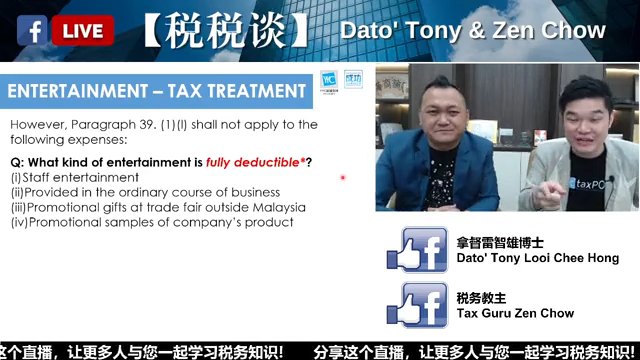 f LIVE
【税税谈】
Dato' Tony & Zen Chow
ENTERTAINMENT – TAX TREATMENT
However, Paragraph 39. (1)(l) shall not apply to the
following expenses:
Q: What kind of entertainment is fully deductible*?
(i)Staff entertainment
(ii)Provided in the ordinary course of business
(iii)Promotional gifts at trade fair outside Malaysia
(iv)Promotional samples of company's product
拿督雷智雄博士
Dato' Tony Looi Chee Hong
税务教主
Tax Guru Zen Chow
这个直播，让更多人与您一起学习税务知识! 分享这个直播，让更多人与您一起学习税务知识!